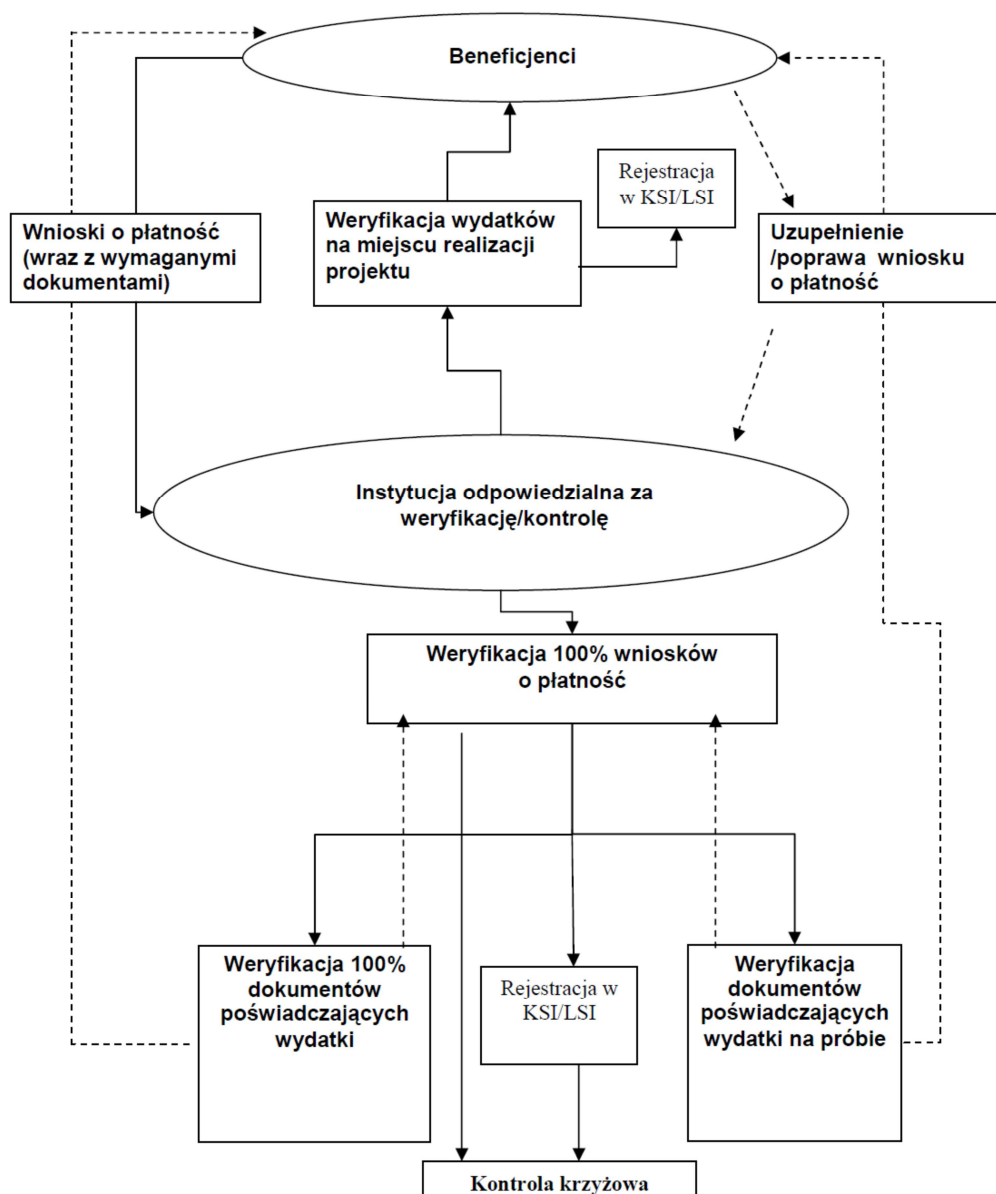 Beneficjenci
Rejestracja
w KSI/LSI
Wnioski o płatność
(wraz z wymaganymi
dokumentami)
Weryfikacja wydatków
na miejscu realizacji
projektu
Uzupełnienie
/poprawa wniosku
o płatność
Instytucja odpowiedzialna za
weryfikację/kontrolę
Weryfikacja 100% wniosków
o płatność
Weryfikacja 100%
dokumentów
poświadczających
wydatki
Rejestracja w
KSI/LSI
Weryfikacja
dokumentów
poświadczających
wydatki na próbie
Kontrola krzyżowa